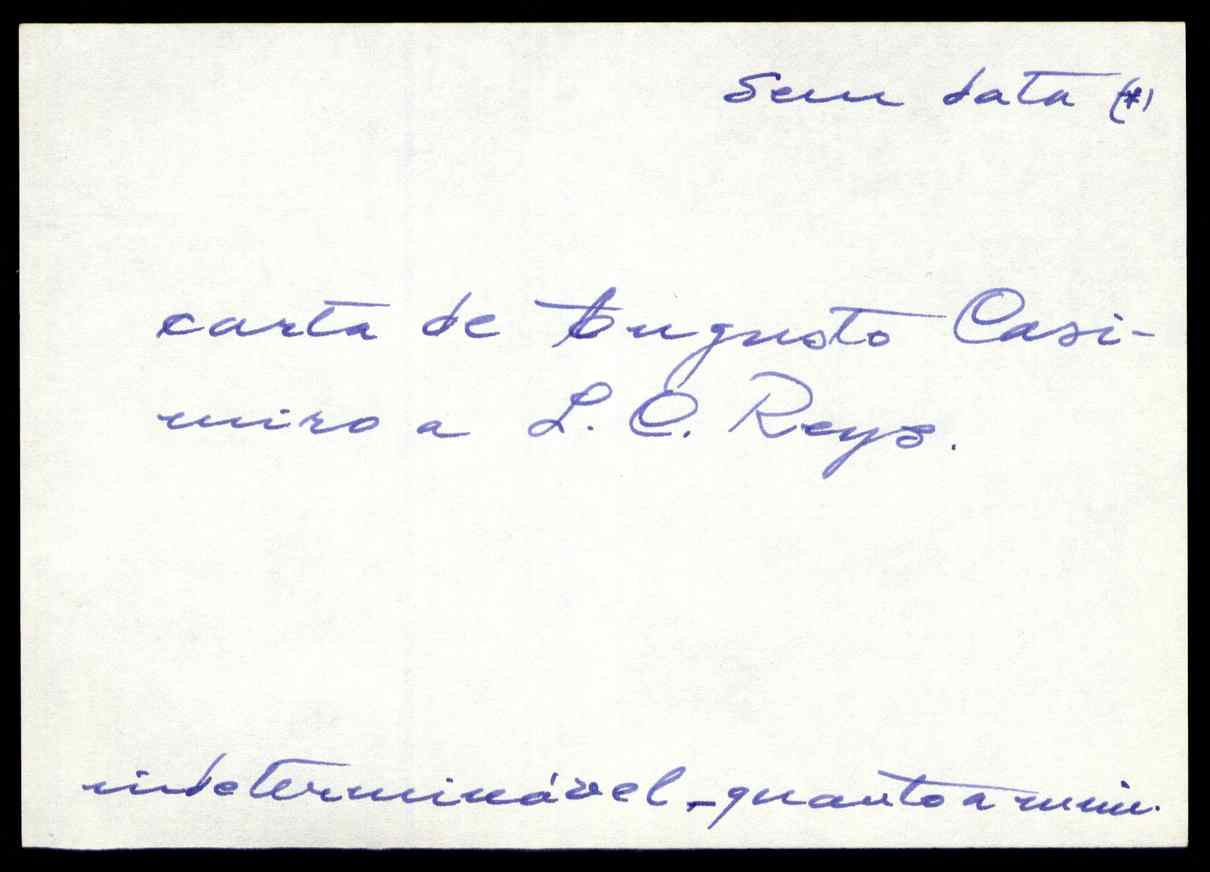 Sem data (*)
carta de Augusto Casi-
miro a L. C. Reys.
indeterminável - quanto a mim.